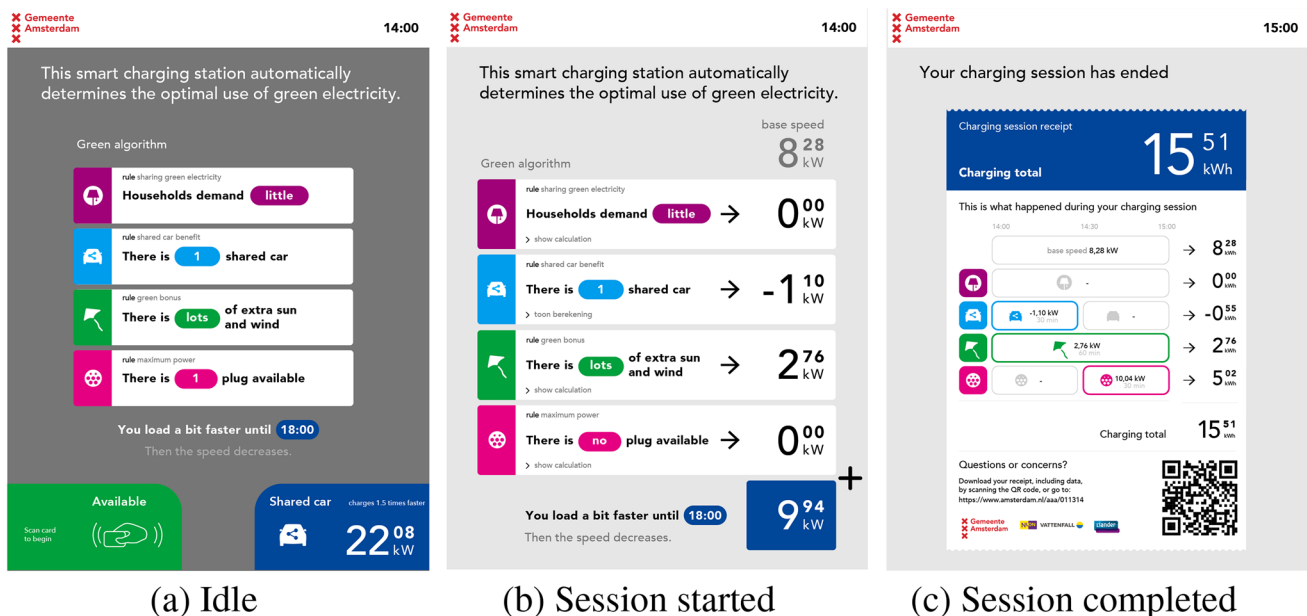 Gemeente
Amsterdam
14:00
This smart charging station automatically
determines the optimal use of green electricity.
Green algorithm
rule sharing green electricity
Households demand little
rule shared car benefit
There is 1 shared car
rule green bonus
There is lots of extra sun
and wind
rule maximum power
There is 1 plug available
You load a bit faster until 18:00
Then the speed decreases.
Available
Scan card
to begin
Shared car charges 1.5 times faster
22 08
kW
(a) Idle
Gemeente
Amsterdam
14:00
This smart charging station automatically
determines the optimal use of green electricity.
base speed
8 28
kW
Green algorithm
rule sharing green electricity
Households demand little → 0 00
kW
> show calculation
rule shared car benefit
There is 1 shared car → -1 10
kW
> toon berekening
rule green bonus
There is lots of extra sun
and wind → 2 76
kW
> show calculation
rule maximum power
There is no plug available → 0 00
kW
> show calculation
+
You load a bit faster until 18:00
Then the speed decreases.
9 94
kW
(b) Session started
Gemeente
Amsterdam
15:00
Your charging session has ended
Charging session receipt
Charging total
15 51
kWh
This is what happened during your charging session
14:00 14:30 15:00
base speed 8,28 kW → 8 28
kWh
- → 0 00
kWh
-1,10 kW
30 min
- → -0 55
kWh
2,76 kW
60 min
→ 2 76
kWh
- 10,04 kW
30 min
→ 5 02
kWh
Charging total 15 51
kWh
Questions or concerns?
Download your receipt, including data,
by scanning the QR code, or go to:
https://www.amsterdam.nl/aaa/011314
Gemeente
Amsterdam
VATTENFALL
(c) Session completed